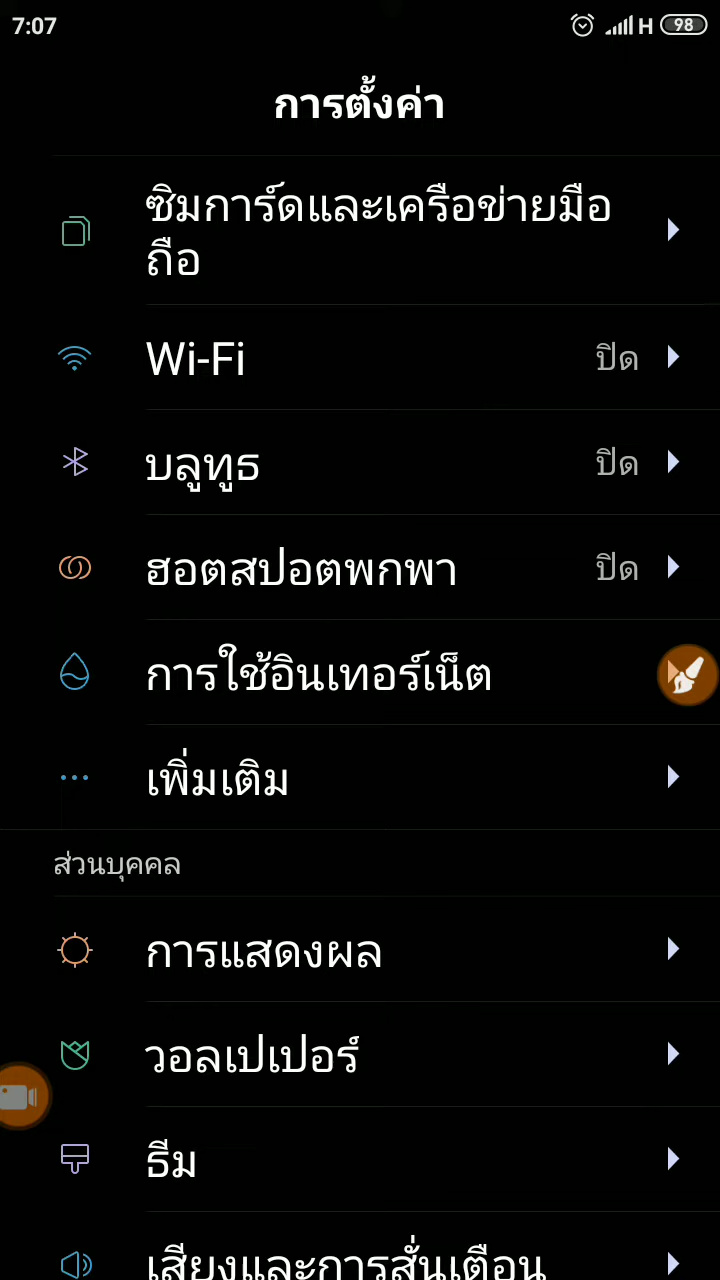 7:07
H
98
การตั้งค่า
ซิมการ์ดและเครือข่ายมือ
ถือ
Wi-Fi
ปิด
บลูทูธ
ปิด
ฮอตสปอตพกพา
ปิด
การใช้อินเทอร์เน็ต
เพิ่มเติม
ส่วนบุคคล
การแสดงผล
วอลเปเปอร์
ธีม
เสียงและการสั่นเตือน